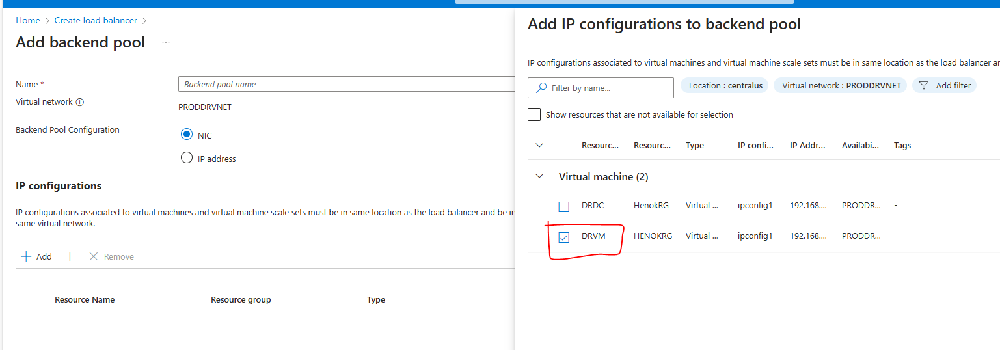 Home > Create load balancer >
Add backend pool ...
Name *
Backend pool name
Virtual network
PRODDRVNET
Backend Pool Configuration
NIC
IP address
IP configurations
IP configurations associated to virtual machines and virtual machine scale sets must be in same location as the load balancer and be in
same virtual network.
+ Add | Remove
Resource Name Resource group Type
Add IP configurations to backend pool
IP configurations associated to virtual machines and virtual machine scale sets must be in same location as the load balancer
Filter by name...
Location : centralus
Virtual network : PRODDRVNET
Add filter
Show resources that are not available for selection
Resourc... Resourc... Type IP confi... IP Addr... Availabi... Tags
Virtual machine (2)
DRDC HenokRG Virtual ... ipconfig1 192.168.... PRODDR... -
DRVM HENOKRG Virtual ... ipconfig1 192.168.... PRODDR... -